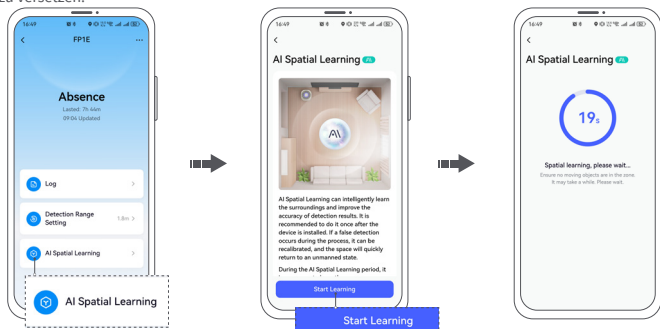 zu versetzen.
16:49
FP1E
Absence
Lasted: 7h 44m
09:04 Updated
Log
Detection Range
Setting
1.8m
AI Spatial Learning
AI Spatial Learning
16:49
AI Spatial Learning AI
AI
AI Spatial Learning can intelligently learn
the surroundings and improve the
accuracy of detection results. It is
recommended to do it once after the
device is installed. If a false detection
occurs during the process, it can be
recalibrated, and the space will quickly
return to an unmanned state.
During the AI Spatial Learning period, it
Start Learning
Start Learning
16:49
AI Spatial Learning AI
19s
Spatial learning, please wait...
Ensure no moving objects are in the zone.
It may take a while. Please wait.